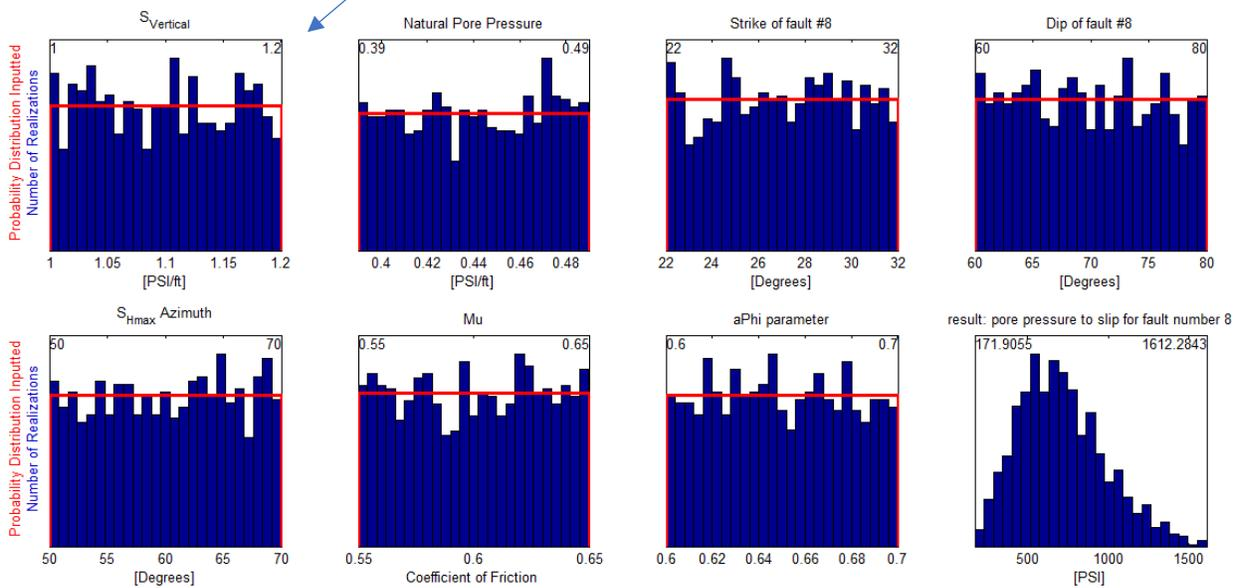 S_Vertical
Natural Pore Pressure
Strike of fault #8
Dip of fault #8
Probability Distribution Inputted
Number of Realizations
1 1.2
0.39 0.49
22 32
60 80
1 1.05 1.1 1.15 1.2
0.4 0.42 0.44 0.46 0.48
22 24 26 28 30 32
60 65 70 75 80
[PSI/ft]
[PSI/ft]
[Degrees]
[Degrees]
S_Hmax Azimuth
Mu
aPhi parameter
result: pore pressure to slip for fault number 8
Probability Distribution Inputted
Number of Realizations
50 70
0.55 0.65
0.6 0.7
171.9055 1612.2843
50 55 60 65 70
0.55 0.6 0.65
0.6 0.62 0.64 0.66 0.68 0.7
500 1000 1500
[Degrees]
Coefficient of Friction
[PSI]